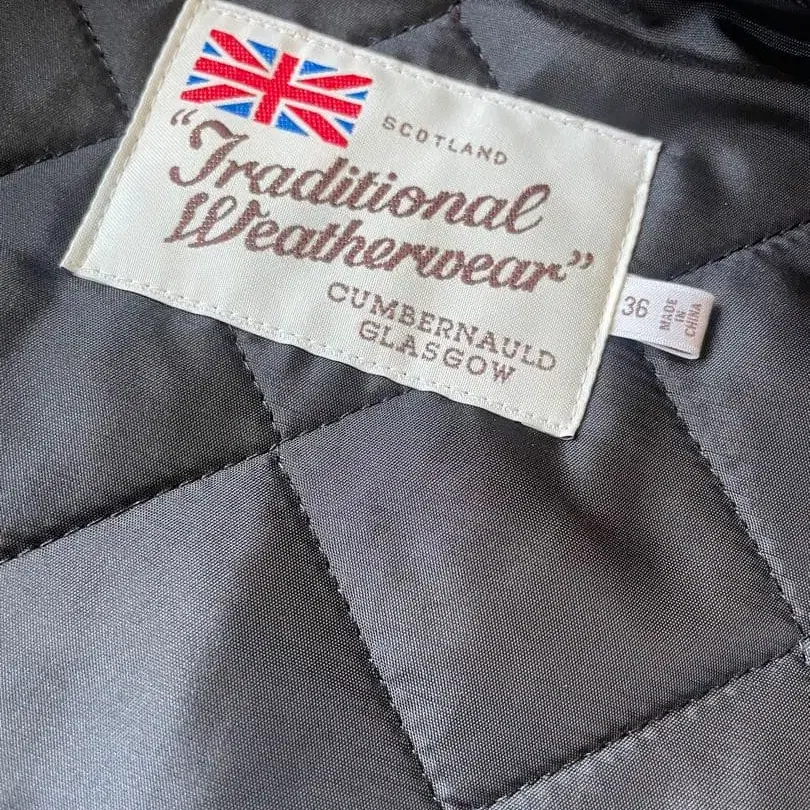 SCOTLAND
"Traditional
Weatherwear"
CUMBERNAULD
GLASGOW
36
MADE
IN
CHINA